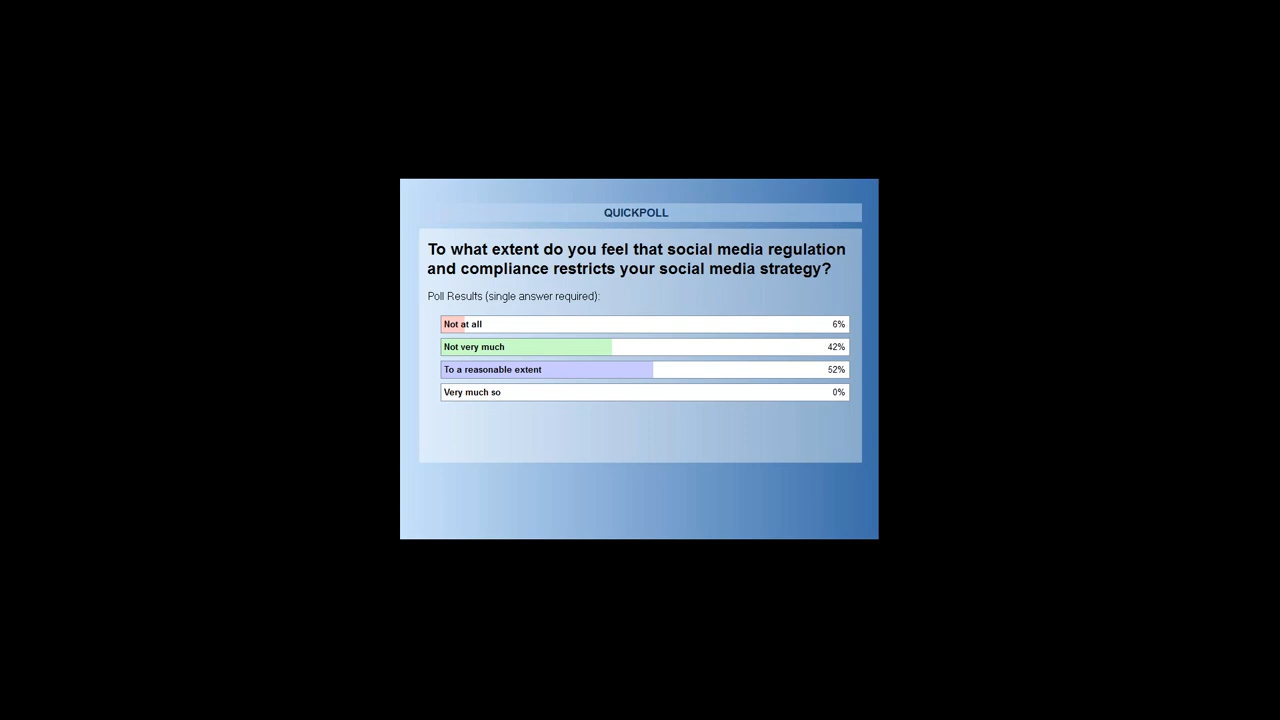 QUICKPOLL
To what extent do you feel that social media regulation
and compliance restricts your social media strategy?
Poll Results (single answer required):
Not at all 6%
Not very much 42%
To a reasonable extent 52%
Very much so 0%